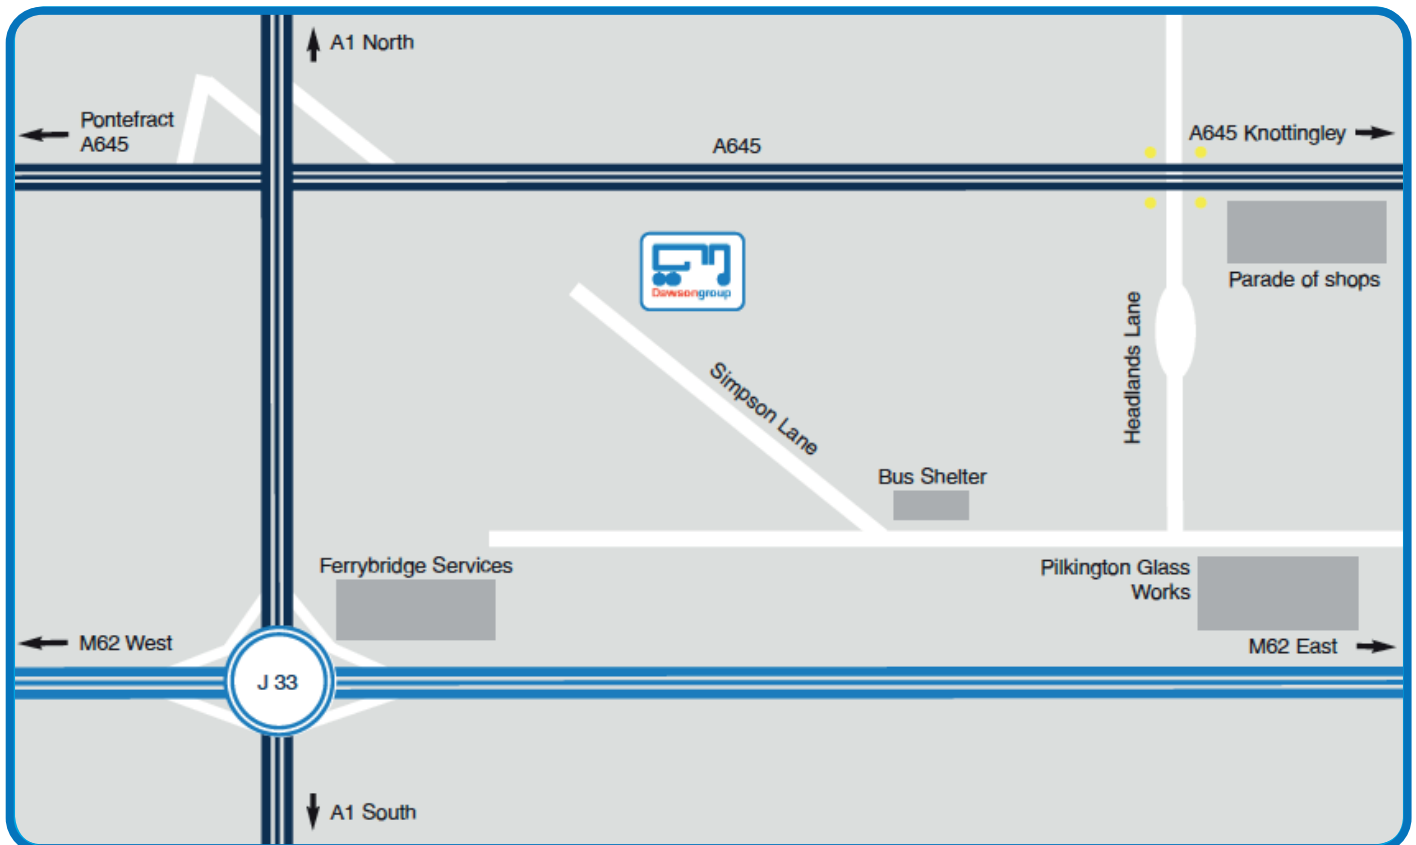 A1 North
Pontefract
A645
A645
A645 Knottingley
Dawsongroup
Parade of shops
Headlands Lane
Simpson Lane
Bus Shelter
Ferrybridge Services
Pilkington Glass
Works
M62 West
M62 East
J 33
A1 South